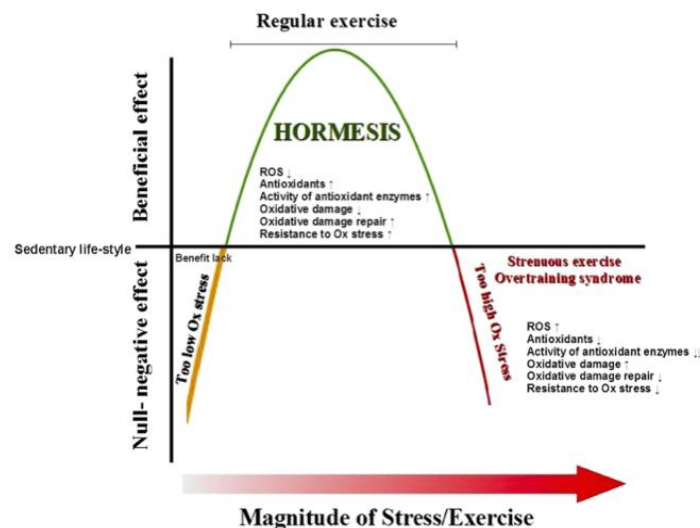 Regular exercise
Beneficial effect
HORMESIS
ROS ↓
Antioxidants ↑
Activity of antioxidant enzymes ↑
Oxidative damage ↓
Oxidative damage repair ↑
Resistance to Ox stress ↑
Sedentary life-style
Benefit lack
Null- negative effect
Too low Ox stress
Too high Ox Stress
Strenuous exercise
Overtraining syndrome
ROS ↑
Antioxidants ↓
Activity of antioxidant enzymes ↓
Oxidative damage ↑
Oxidative damage repair ↓
Resistance to Ox stress ↓
Magnitude of Stress/Exercise